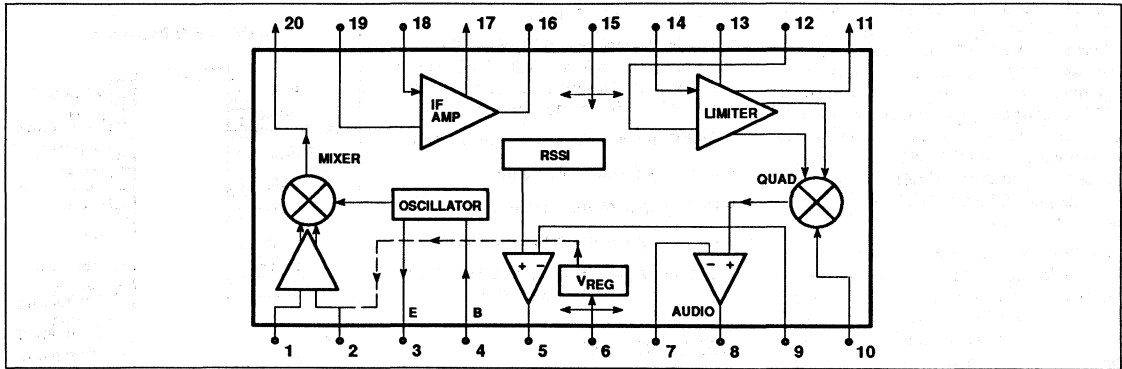 20 19 18 17 16 15 14 13 12 11
IF
AMP
LIMITER
RSSI
MIXER
QUAD
OSCILLATOR
+ −
− +
VREG
E B
AUDIO
1 2 3 4 5 6 7 8 9 10